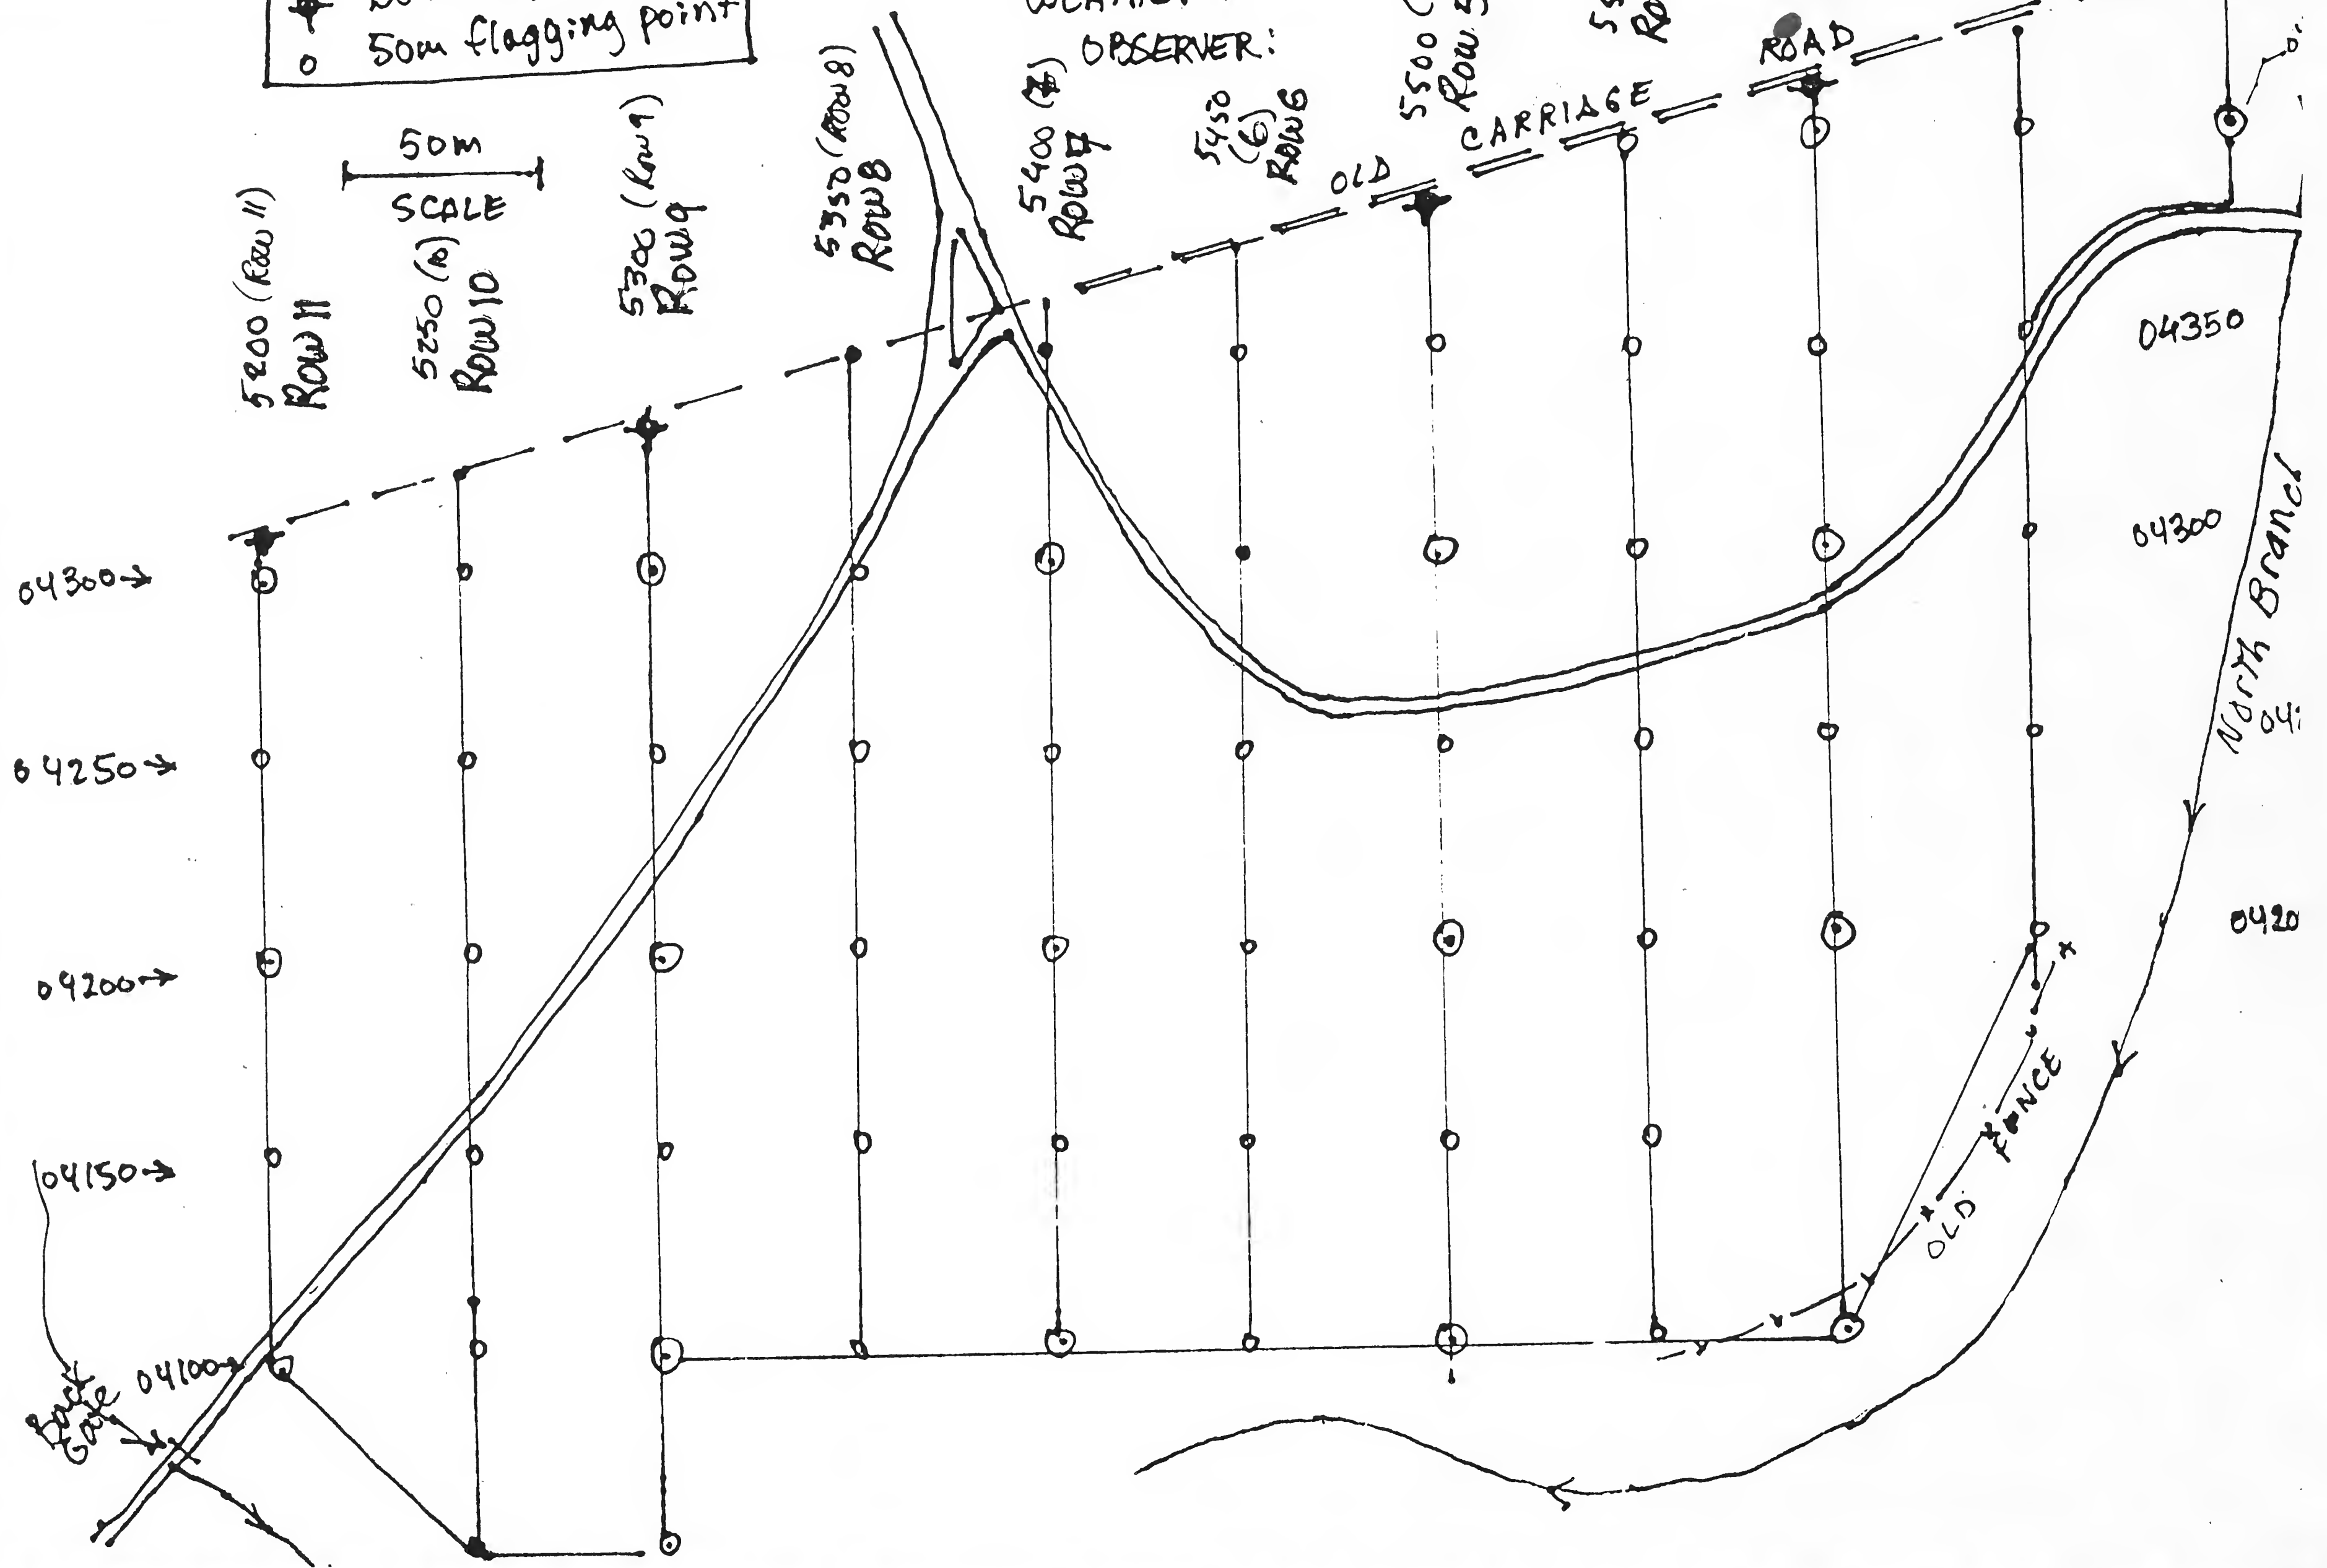 50m flagging point
OBSERVER:
50m
SCALE
5200 (Row 11)
Row 11
5250 (10)
Row 10
5300 (Row 9)
Row 9
5350 (Row 8)
Row 8
5400 (7)
Row 7
5450
(6)
Row 6
5500
Row 5
OLD CARRIAGE ROAD
04350
04300
04300
04250
04200
0420
04150
04100
North Branch
OLD FENCE
Back
Gate